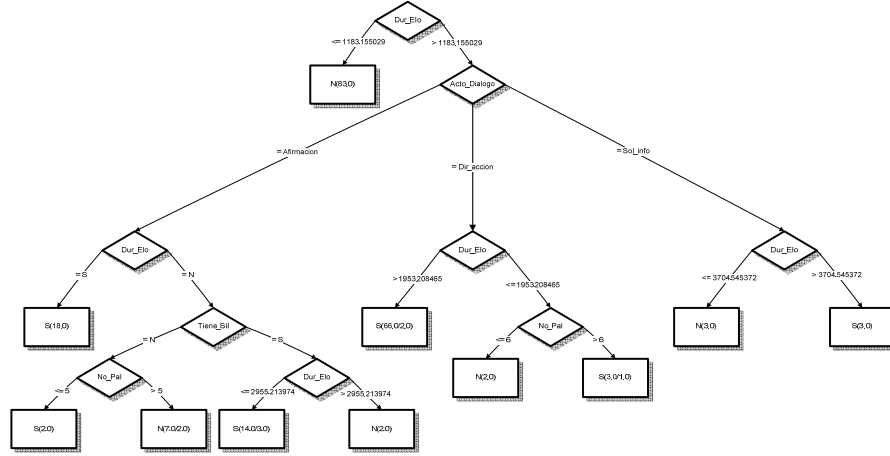 Dur_Elo
<= 1183,155029
> 1183,155029
N(83,0)
Acto_Dialogo
= Afirmacion
= Dir_accion
= Sol_info
Dur_Elo
Dur_Elo
Dur_Elo
=S
= N
>1953,208465
<=1953,208465
<= 3704,545372
> 3704,545372
S(18,0)
Tiene_Sil
S(66,0/2,0)
No_Pal
N(3,0)
S(3,0)
= N
=S
<=6
>6
No_Pal
Dur_Elo
N(2,0)
S(3,0/1,0)
<= 5
> 5
<= 2955,213974
> 2955,213974
S(2.0)
N(7.0/2.0)
S(14.0/3.0)
N(2.0)